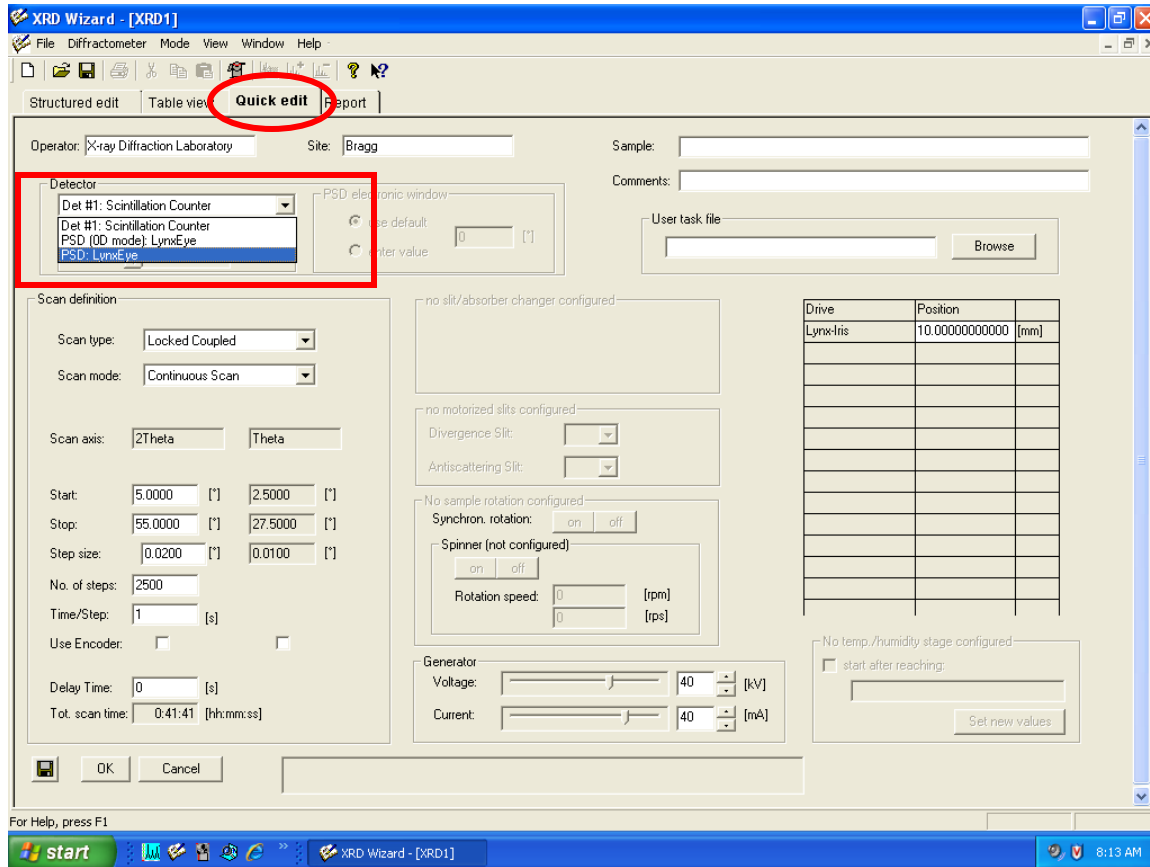 XRD Wizard - [XRD1]
File Diffractometer Mode View Window Help
Structured edit Table view Quick edit Report
Operator: X-ray Diffraction Laboratory Site: Bragg Sample:
Comments:
Detector
Det #1: Scintillation Counter
Det #1: Scintillation Counter
PSD (0D mode): LynxEye
PSD: LynxEye
PSD electronic window
use default
enter value
0 [°]
User task file
Browse
Scan definition
Scan type: Locked Coupled
Scan mode: Continuous Scan
Scan axis: 2Theta Theta
Start: 5.0000 [°] 2.5000 [°]
Stop: 55.0000 [°] 27.5000 [°]
Step size: 0.0200 [°] 0.0100 [°]
No. of steps: 2500
Time/Step: 1 [s]
Use Encoder:
Delay Time: 0 [s]
Tot. scan time: 0:41:41 [hh:mm:ss]
no slit/absorber changer configured
no motorized slits configured
Divergence Slit:
Antiscattering Slit:
No sample rotation configured
Synchron. rotation: on off
Spinner (not configured)
on off
Rotation speed: 0 [rpm]
0 [rps]
Generator
Voltage: 40 [kV]
Current: 40 [mA]
Drive Position
Lynx-Iris 10.00000000000 [mm]
No temp./humidity stage configured
start after reaching:
Set new values
OK Cancel
For Help, press F1
start XRD Wizard - [XRD1] 8:13 AM